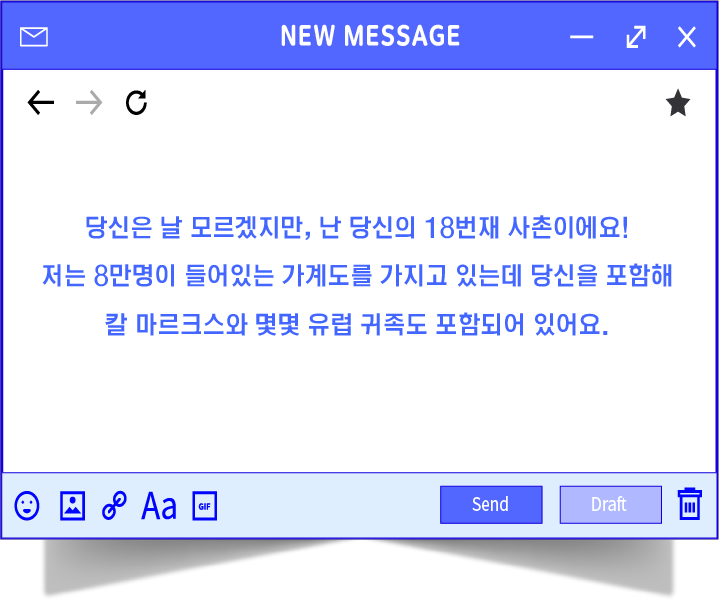 NEW MESSAGE
당신은 날 모르겠지만, 난 당신의 18번재 사촌이에요!
저는 8만명이 들어있는 가계도를 가지고 있는데 당신을 포함해
칼 마르크스와 몇몇 유럽 귀족도 포함되어 있어요.
Aa
GIF
Send
Draft